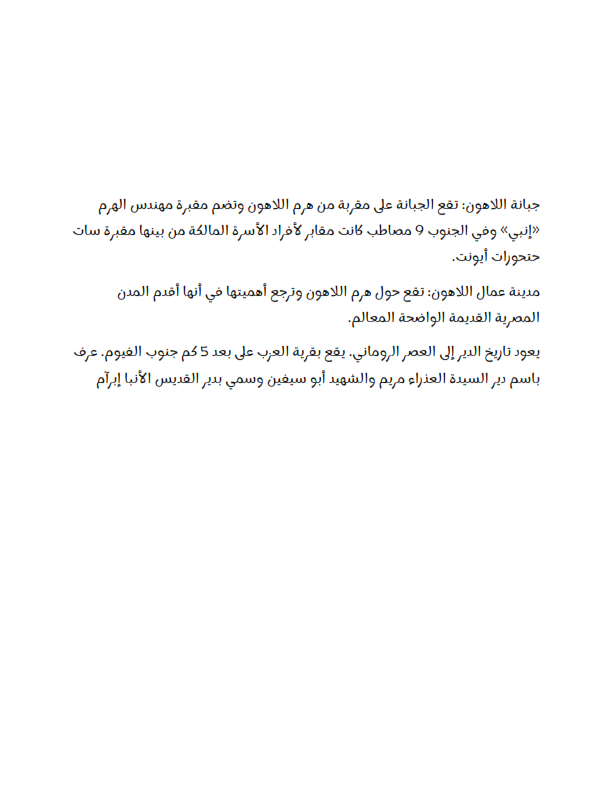 جبانة اللاهون: تقع الجبانة على مقربة من هرم اللاهون وتضم مقبرة مهندس الهرم
«إنبي» وفي الجنوب 9 مصاطب كانت مقابر لأفراد الأسرة المالكة من بينها مقبرة سات
حتحورات أيونت.
مدينة عمال اللاهون: تقع حول هرم اللاهون وترجع أهميتها في أنها أقدم المدن
المصرية القديمة الواضحة المعالم.
يعود تاريخ الدير إلى العصر الروماني. يقع بقرية العرب على بعد 5 كم جنوب الفيوم. عرف
باسم دير السيدة العذراء مريم والشهيد أبو سيفين وسمي بدير القديس الأنبا إبرآم